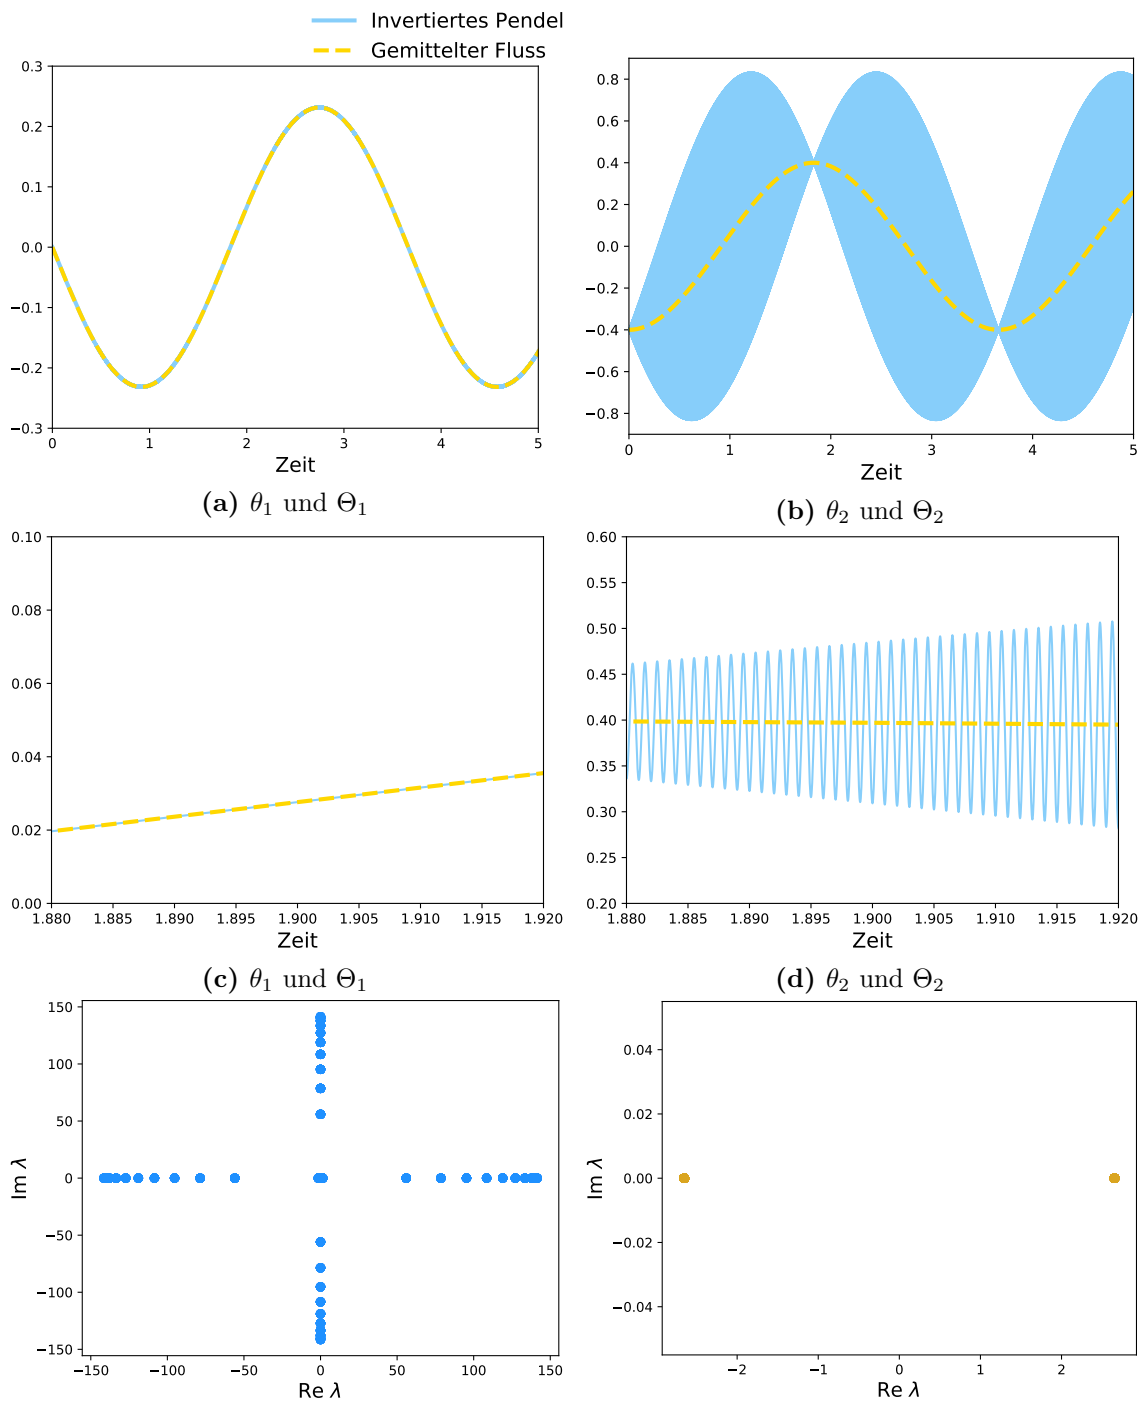 Invertiertes Pendel
Gemittelter Fluss
0.3
0.2
0.1
0.0
−0.1
−0.2
−0.3
0 1 2 3 4 5
Zeit
(a) θ₁ und Θ₁
0.8
0.6
0.4
0.2
0.0
−0.2
−0.4
−0.6
−0.8
0 1 2 3 4 5
Zeit
(b) θ₂ und Θ₂
0.10
0.08
0.06
0.04
0.02
0.00
1.880 1.885 1.890 1.895 1.900 1.905 1.910 1.915 1.920
Zeit
(c) θ₁ und Θ₁
0.60
0.55
0.50
0.45
0.40
0.35
0.30
0.25
0.20
1.880 1.885 1.890 1.895 1.900 1.905 1.910 1.915 1.920
Zeit
(d) θ₂ und Θ₂
150
100
50
0
−50
−100
−150
Im λ
−150 −100 −50 0 50 100 150
Re λ
0.04
0.02
0.00
−0.02
−0.04
Im λ
−2 −1 0 1 2
Re λ